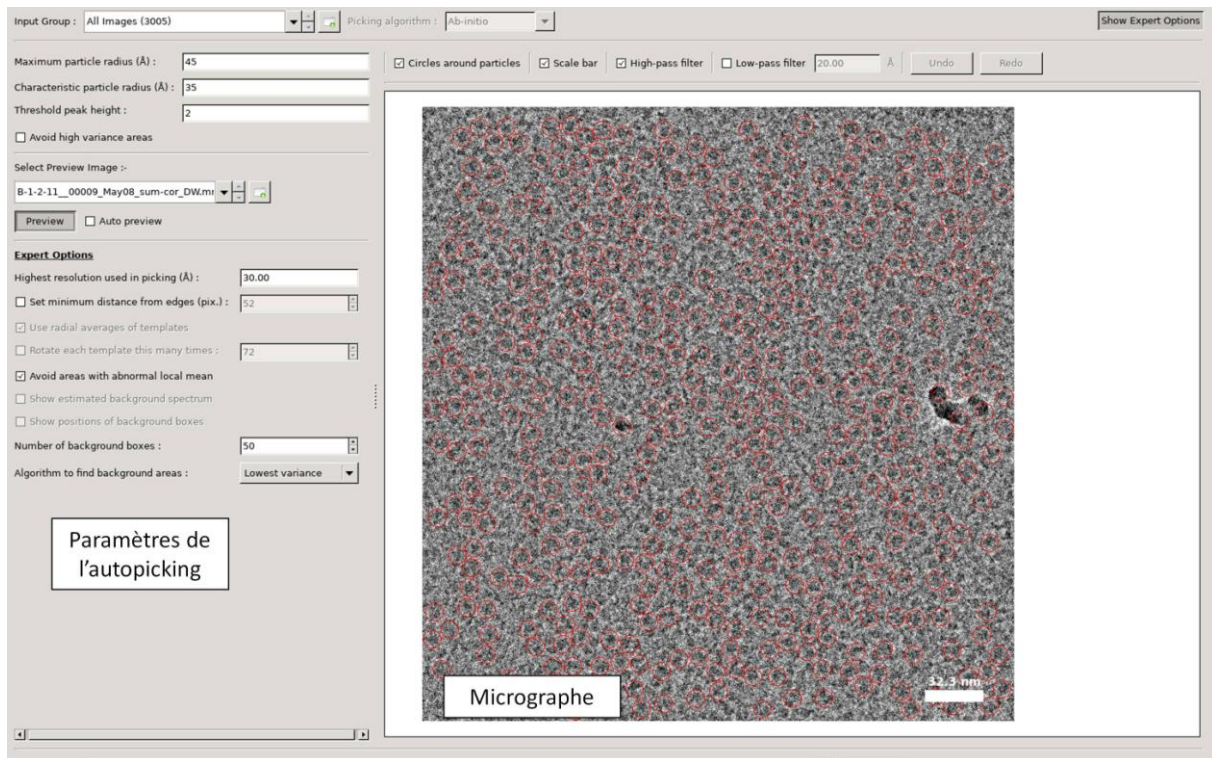 Input Group : All Images (3005) Picking algorithm : Ab-initio Show Expert Options
Maximum particle radius (Å) : 45
Characteristic particle radius (Å) : 35
Threshold peak height : 2
Avoid high variance areas
Select Preview Image :-
B-1-2-11__00009_May08_sum-cor_DW.mr
Preview Auto preview
Expert Options
Highest resolution used in picking (Å) : 30.00
Set minimum distance from edges (pix.) : 52
Use radial averages of templates
Rotate each template this many times : 72
Avoid areas with abnormal local mean
Show estimated background spectrum
Show positions of background boxes
Number of background boxes : 50
Algorithm to find background areas : Lowest variance
Paramètres de
l'autopicking
Circles around particles Scale bar High-pass filter Low-pass filter 20.00 Å Undo Redo
32.3 nm
Micrographe